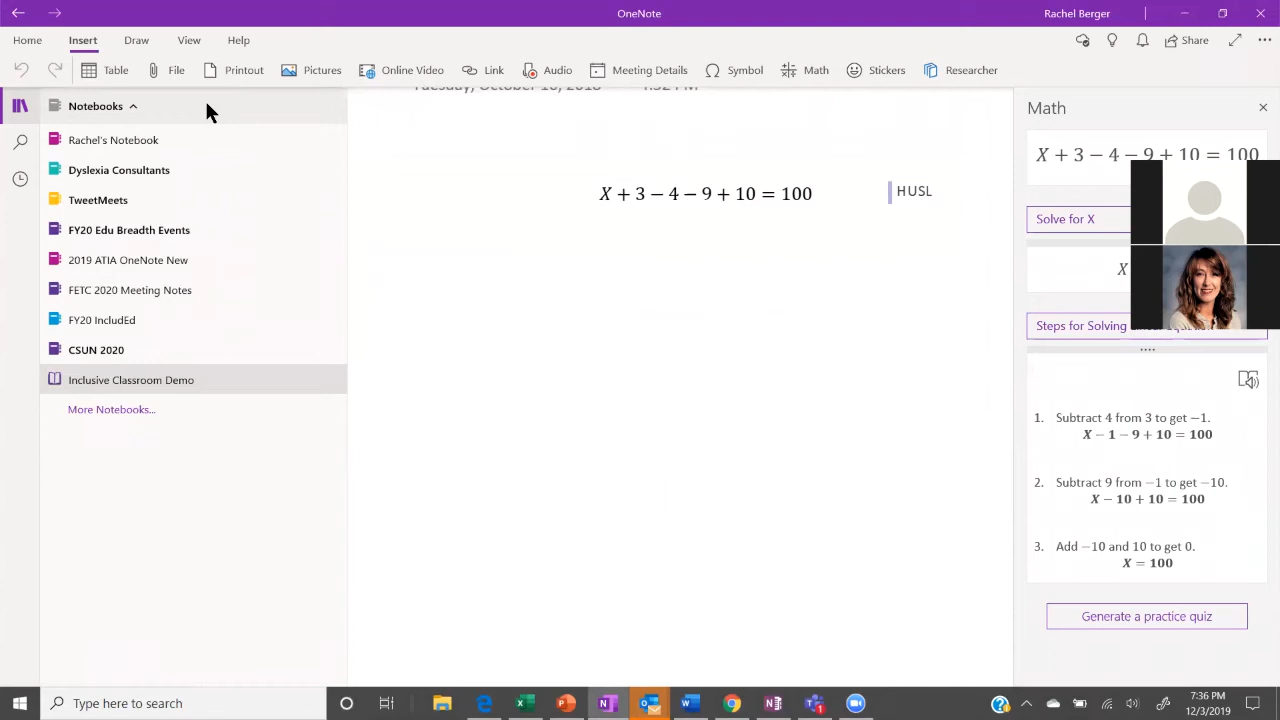 OneNote
Rachel Berger
Home Insert Draw View Help
Share
Table File Printout Pictures Online Video Link Audio Meeting Details Symbol Math Stickers Researcher
Notebooks
Rachel's Notebook
Dyslexia Consultants
TweetMeets
FY20 Edu Breadth Events
2019 ATIA OneNote New
FETC 2020 Meeting Notes
FY20 IncludEd
CSUN 2020
Inclusive Classroom Demo
More Notebooks...
Tuesday, October 16, 2018
X + 3 − 4 − 9 + 10 = 100
HUSL
Math
X + 3 − 4 − 9 + 10 = 100
Solve for X
X
Steps for Solving
1. Subtract 4 from 3 to get −1.
X − 1 − 9 + 10 = 100
2. Subtract 9 from −1 to get −10.
X − 10 + 10 = 100
3. Add −10 and 10 to get 0.
X = 100
Generate a practice quiz
Type here to search
7:36 PM
12/3/2019